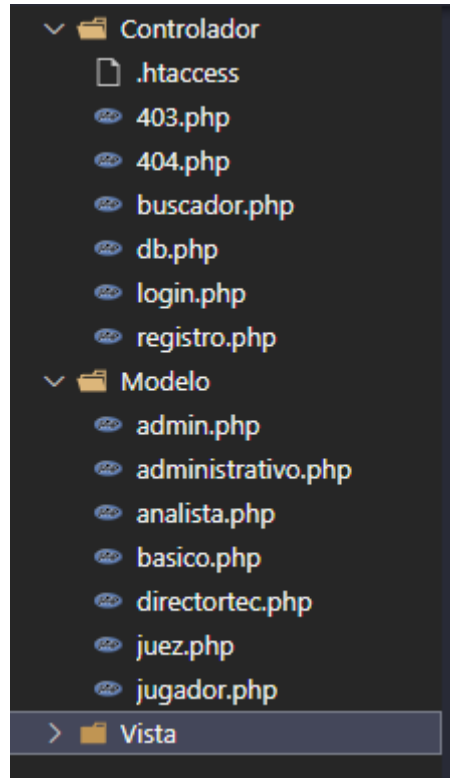 Controlador
.htaccess
403.php
404.php
buscador.php
db.php
login.php
registro.php
Modelo
admin.php
administrativo.php
analista.php
basico.php
directortec.php
juez.php
jugador.php
Vista